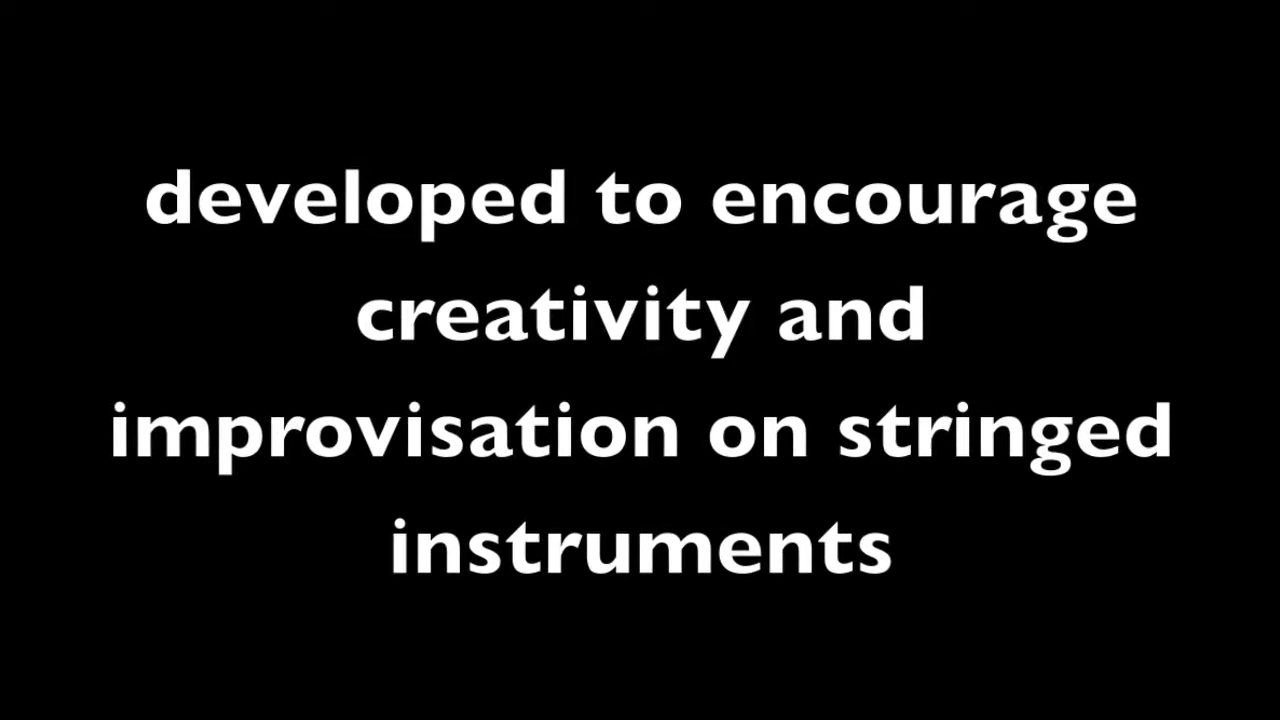 developed to encourage
creativity and
improvisation on stringed
instruments